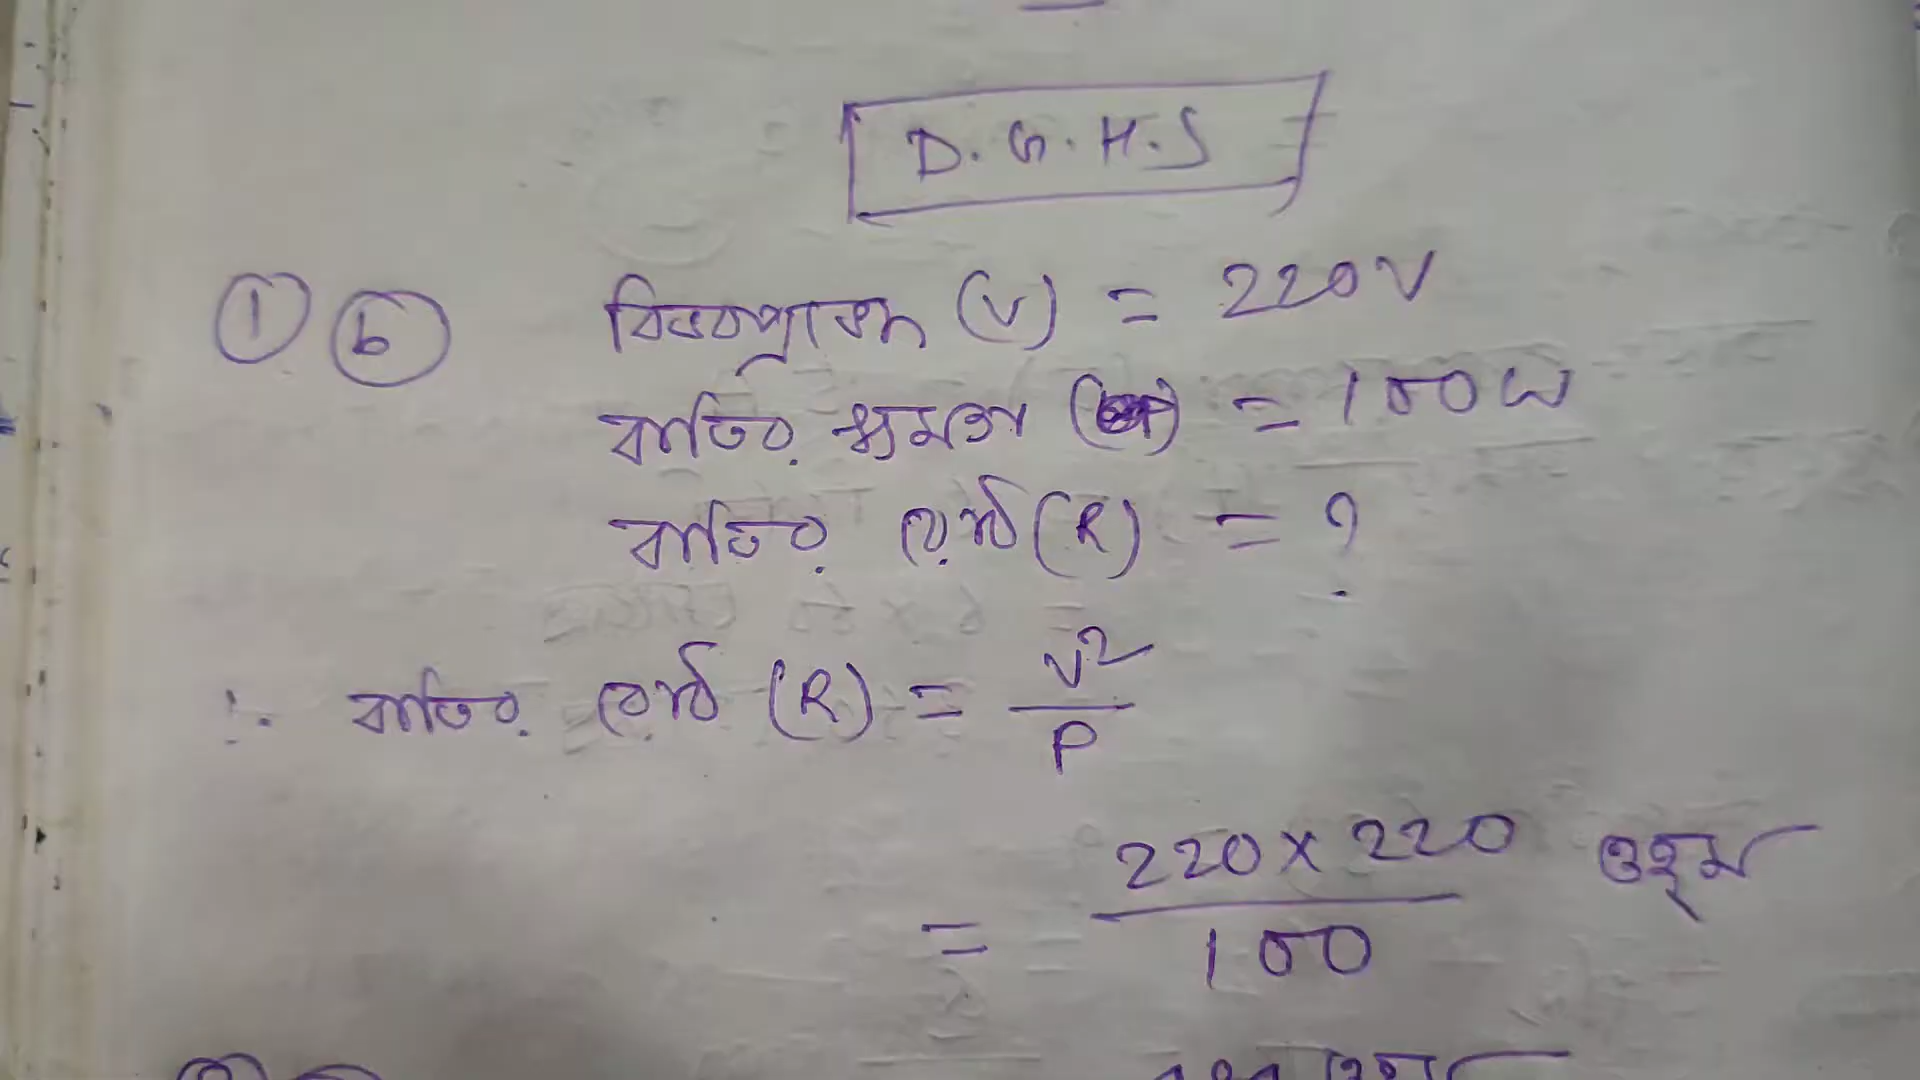 D. G. H. S
① ⓑ বিভবপ্রভেদ (V) = 220V
বাতির ক্ষমতা (P) = 100W
বাতির রোধ (R) = ?
∴ বাতির রোধ (R) = V²/P
= 220 × 220 / 100 ওহম